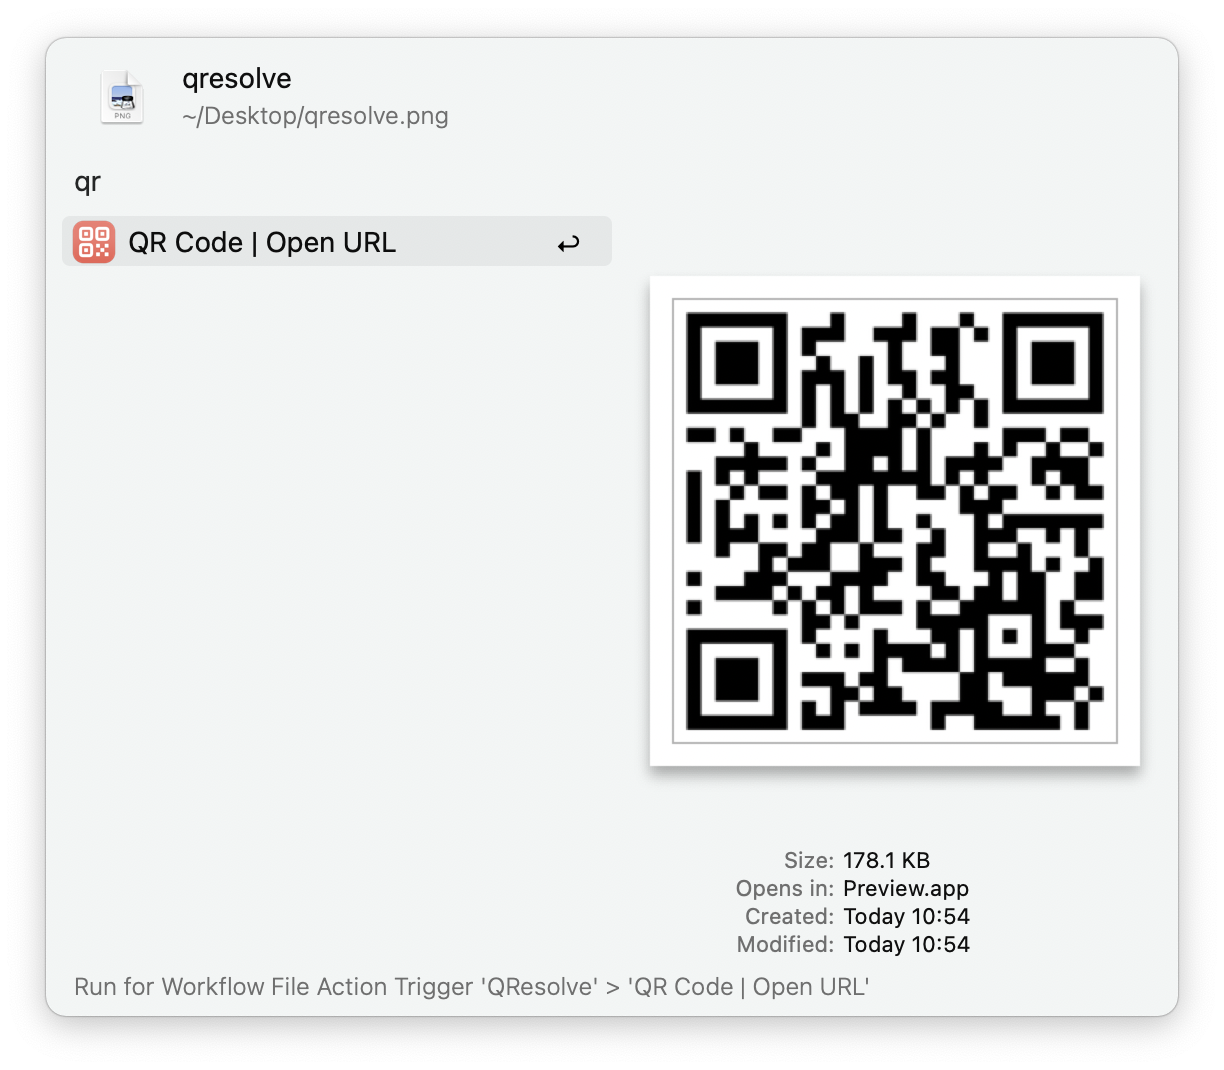 qresolve
~/Desktop/qresolve.png
PNG
qr
QR Code | Open URL
Size: 178.1 KB
Opens in: Preview.app
Created: Today 10:54
Modified: Today 10:54
Run for Workflow File Action Trigger 'QResolve' > 'QR Code | Open URL'